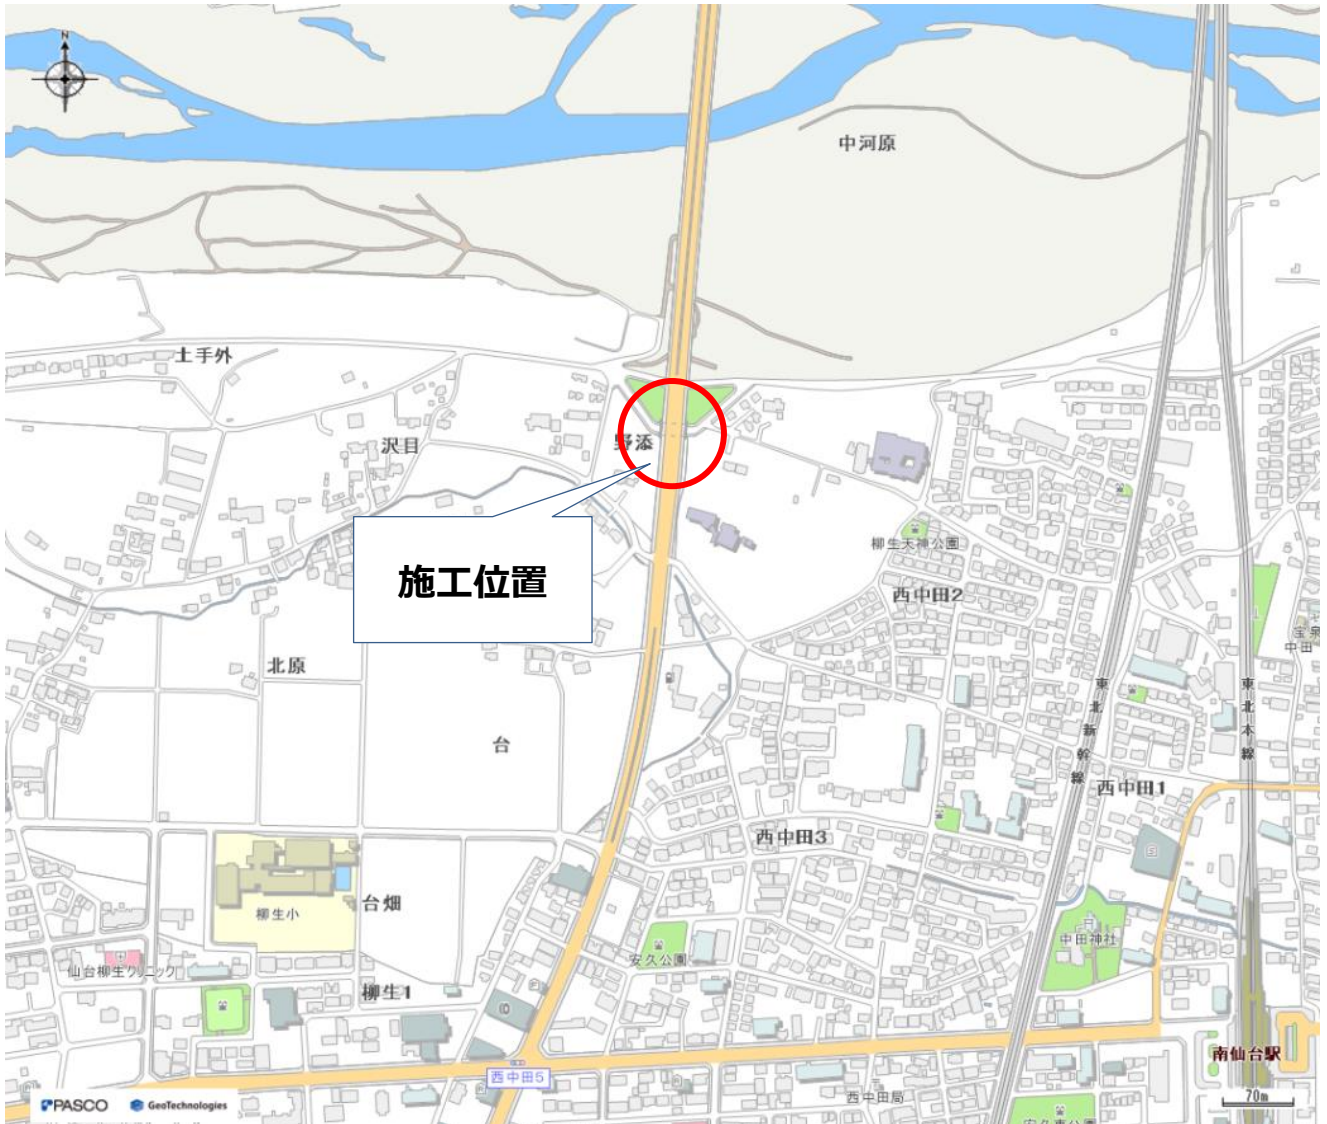 N
中河原
土手外
沢目
野添
施工位置
柳生天神公園
西中田2
北原
台
宝泉
中田
東北新幹線
東北本線
西中田1
西中田3
柳生小
台畑
中田神社
安久公園
仙台柳生クリニック
柳生1
西中田5
南仙台駅
西中田局
70m
PASCO
GeoTechnologies